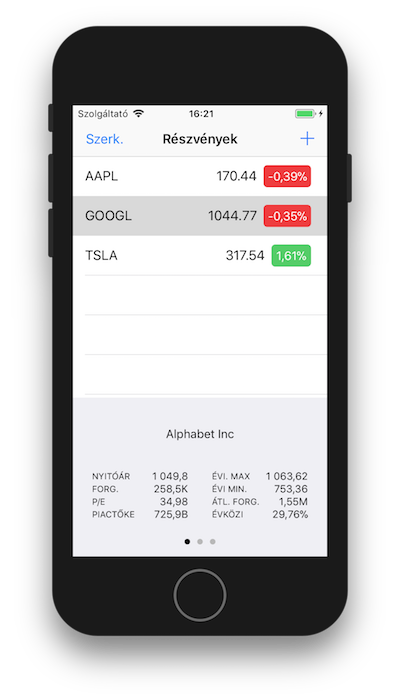 Szolgáltató 16:21
Szerk. Részvények +
AAPL 170.44 -0,39%
GOOGL 1044.77 -0,35%
TSLA 317.54 1,61%
Alphabet Inc
NYITÓÁR 1 049,8 ÉVI. MAX 1 063,62
FORG. 258,5K ÉVI MIN. 753,36
P/E 34,98 ÁTL. FORG. 1,55M
PIACTŐKE 725,9B ÉVKÖZI 29,76%